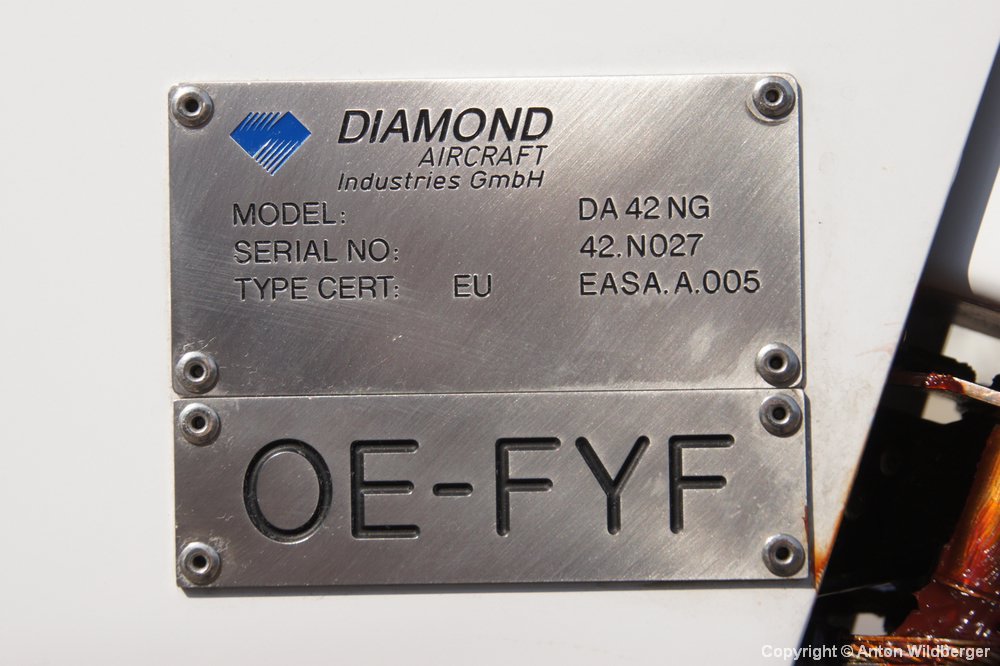 DIAMOND
AIRCRAFT
Industries GmbH
MODEL: DA 42 NG
SERIAL NO: 42.N027
TYPE CERT: EU EASA.A.005
OE-FYF
Copyright © Anton Wildberger